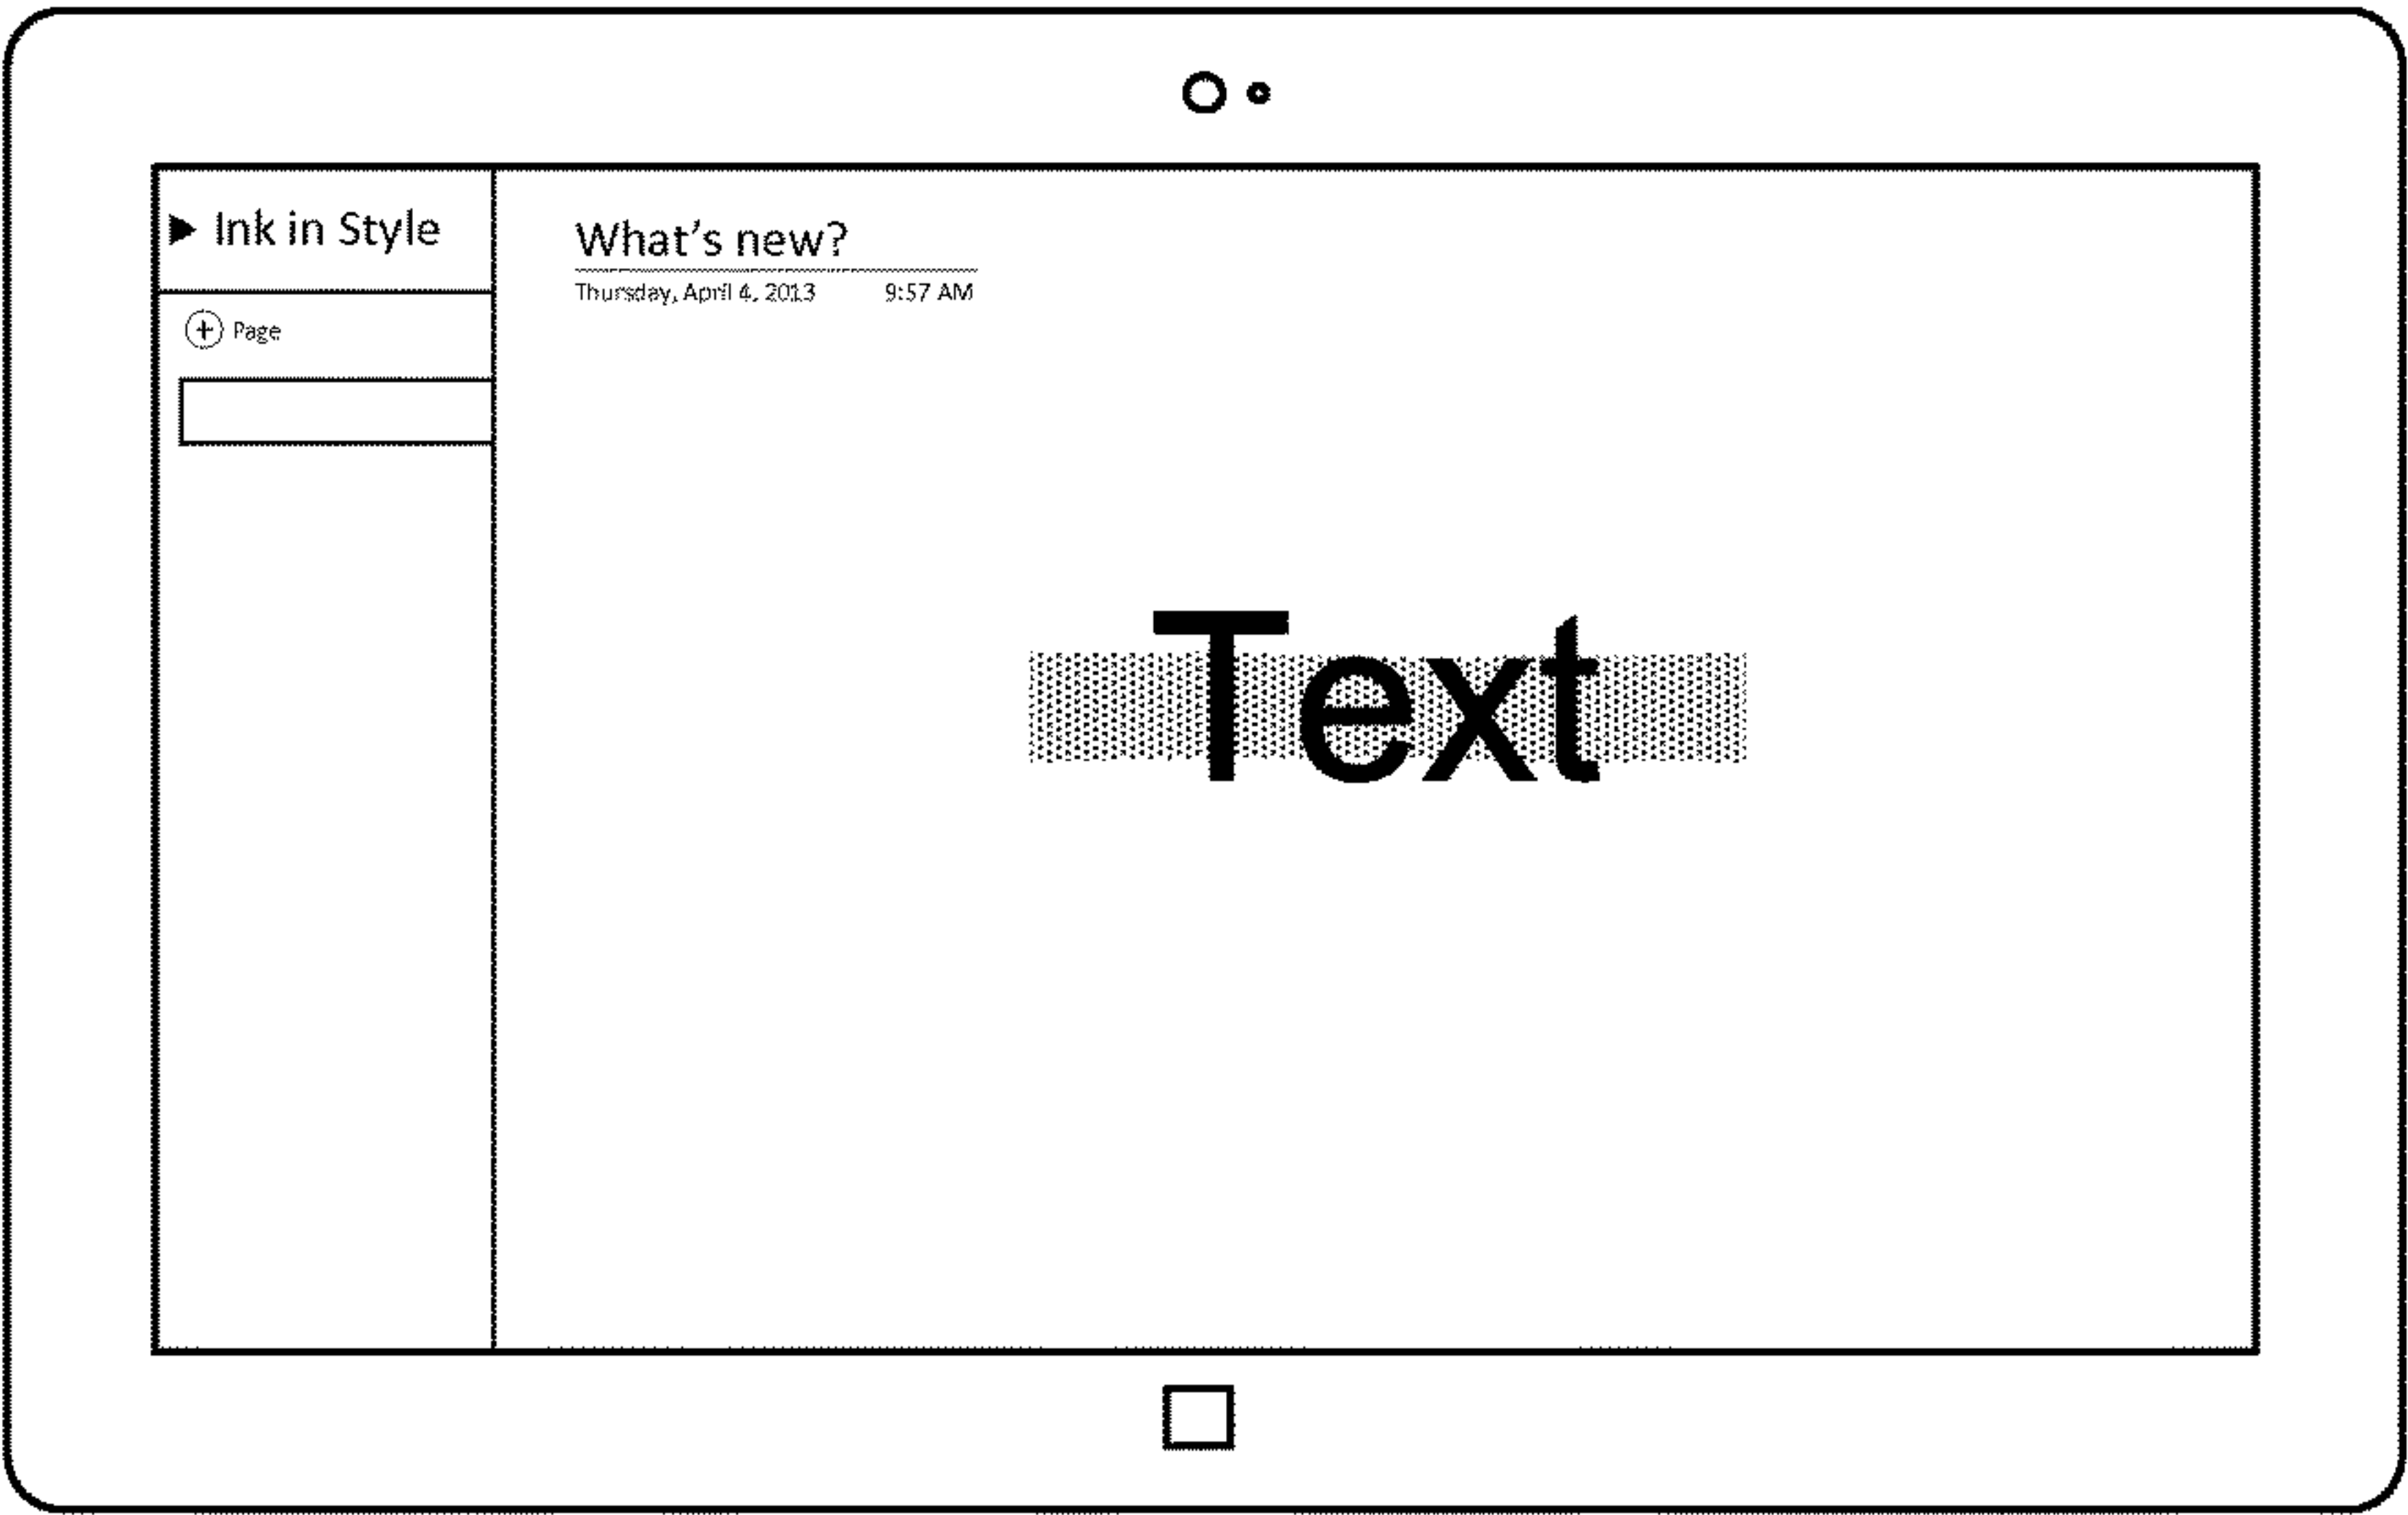 Ink in Style
Page
What's new?
Thursday, April 4, 2013 9:57 AM
Text